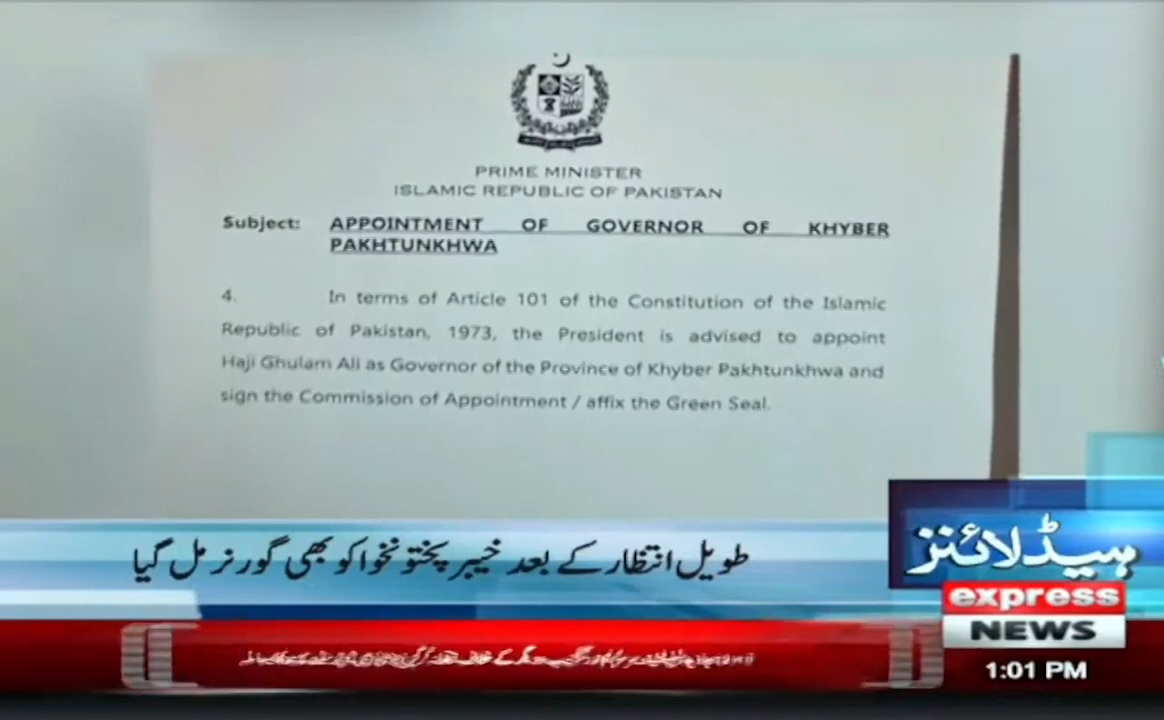 PRIME MINISTER
ISLAMIC REPUBLIC OF PAKISTAN
Subject: APPOINTMENT OF GOVERNOR OF KHYBER
PAKHTUNKHWA
4. In terms of Article 101 of the Constitution of the Islamic
Republic of Pakistan, 1973, the President is advised to appoint
Haji Ghulam Ali as Governor of the Province of Khyber Pakhtunkhwa and
sign the Commission of Appointment / affix the Green Seal.
طویل انتظار کے بعد خیبر پختونخوا کو بھی گورنر مل گیا
ہیڈلائنز
express
NEWS
1:01 PM